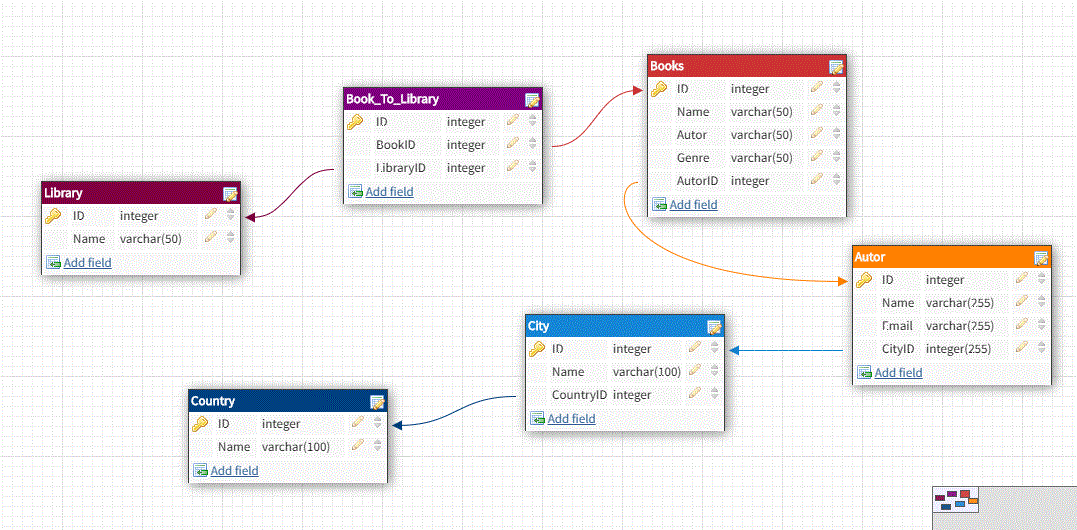 Books
ID integer
Name varchar(50)
Autor varchar(50)
Genre varchar(50)
AutorID integer
Add field
Book_To_Library
ID integer
BookID integer
LibraryID integer
Add field
Library
ID integer
Name varchar(50)
Add field
Autor
ID integer
Name varchar(255)
Email varchar(255)
CityID integer(255)
Add field
City
ID integer
Name varchar(100)
CountryID integer
Add field
Country
ID integer
Name varchar(100)
Add field